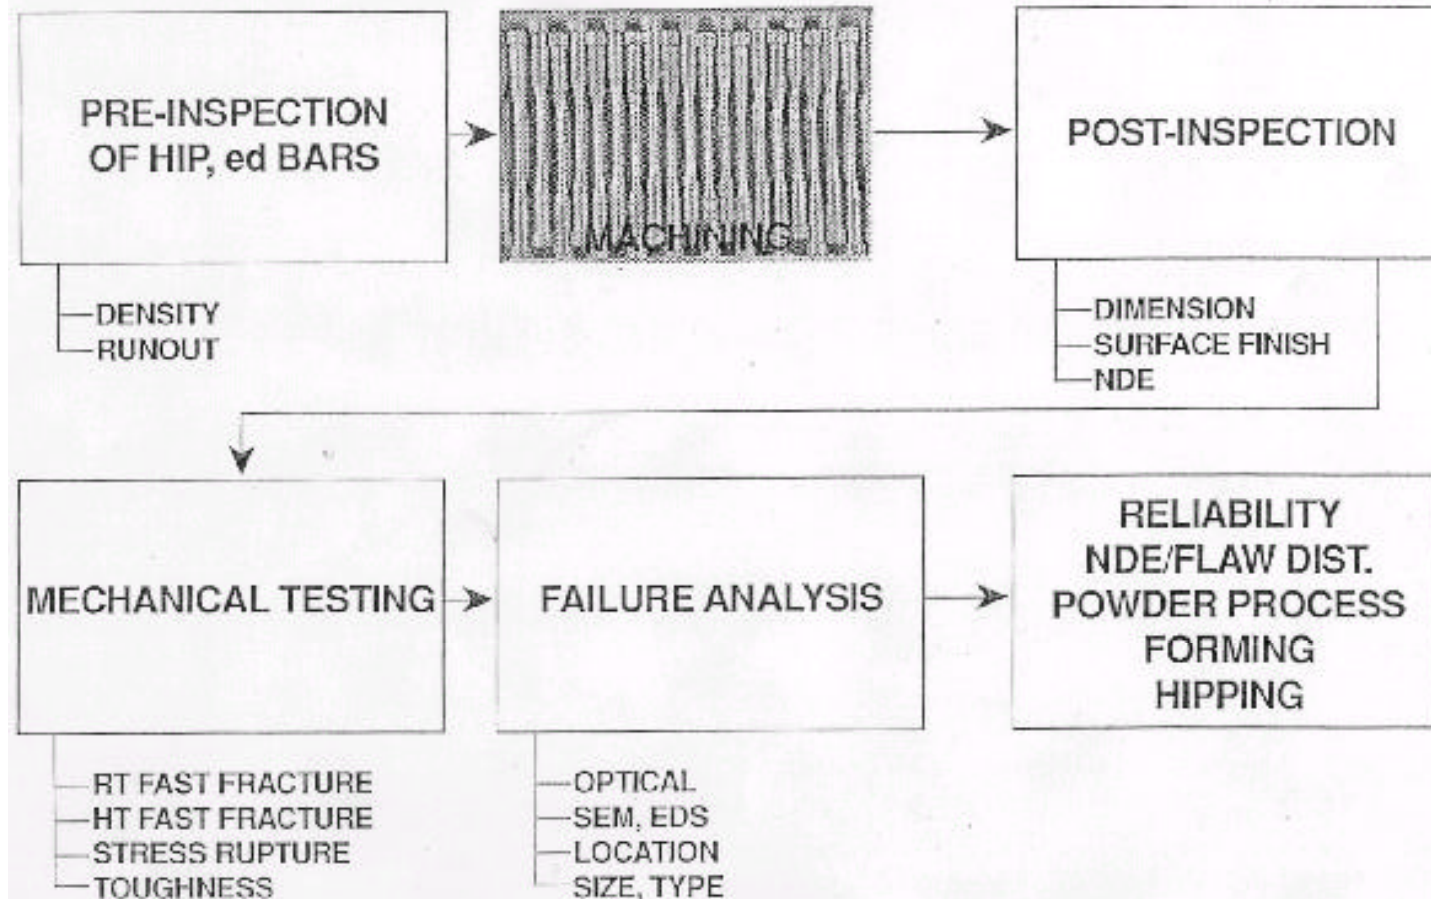 PRE-INSPECTION
OF HIP, ed BARS
MACHINING
POST-INSPECTION
DENSITY
RUNOUT
DIMENSION
SURFACE FINISH
NDE
MECHANICAL TESTING
FAILURE ANALYSIS
RELIABILITY
NDE/FLAW DIST.
POWDER PROCESS
FORMING
HIPPING
RT FAST FRACTURE
HT FAST FRACTURE
STRESS RUPTURE
TOUGHNESS
OPTICAL
SEM, EDS
LOCATION
SIZE, TYPE